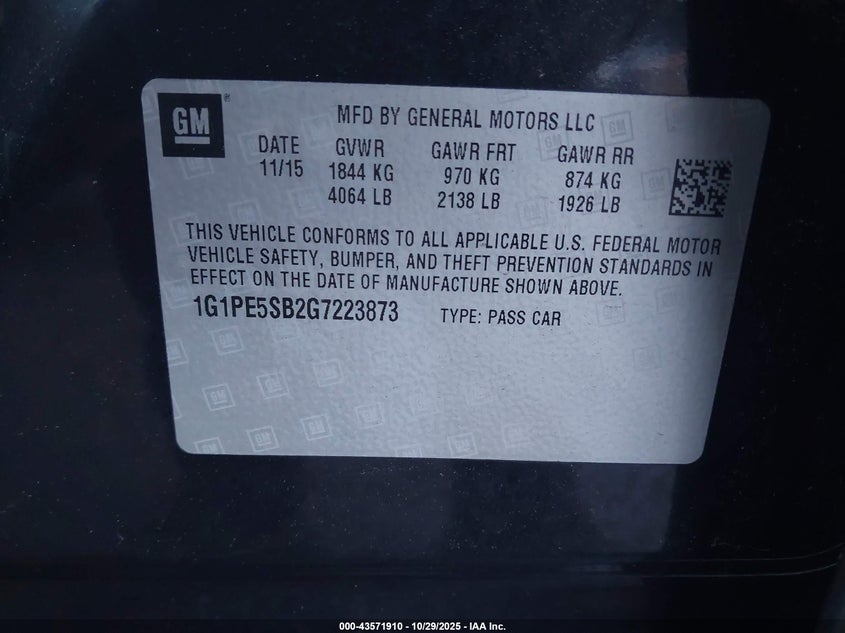 GM ®
MFD BY GENERAL MOTORS LLC
DATE GVWR GAWR FRT GAWR RR
11/15 1844 KG 970 KG 874 KG
4064 LB 2138 LB 1926 LB
THIS VEHICLE CONFORMS TO ALL APPLICABLE U.S. FEDERAL MOTOR
VEHICLE SAFETY, BUMPER, AND THEFT PREVENTION STANDARDS IN
EFFECT ON THE DATE OF MANUFACTURE SHOWN ABOVE.
1G1PE5SB2G7223873 TYPE: PASS CAR
000-43571910 - 10/29/2025 - IAA Inc.